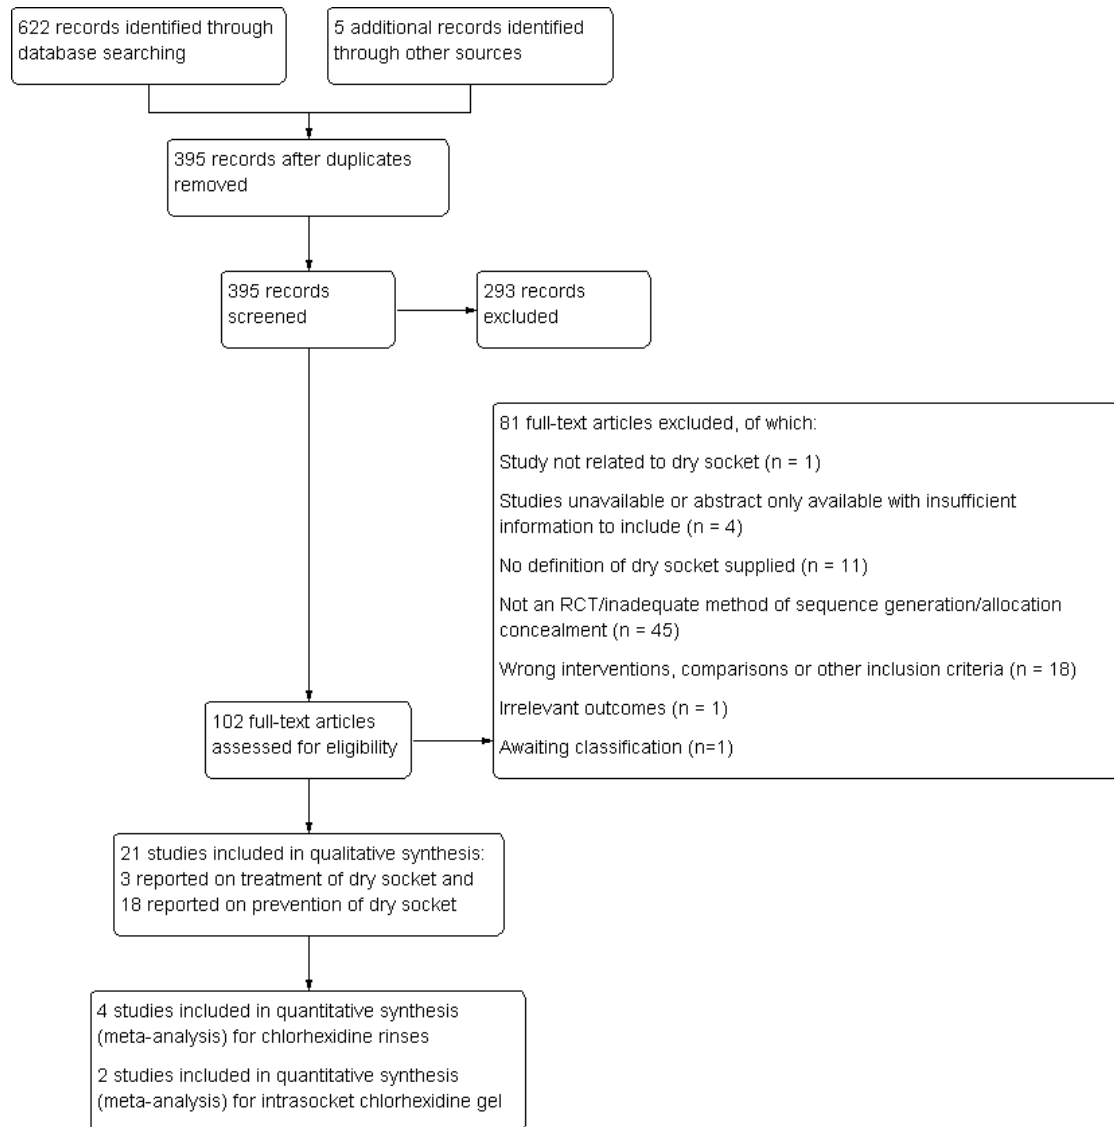 622 records identified through
database searching
5 additional records identified
through other sources
395 records after duplicates
removed
395 records
screened
293 records
excluded
81 full-text articles excluded, of which:
Study not related to dry socket (n = 1)
Studies unavailable or abstract only available with insufficient
information to include (n = 4)
No definition of dry socket supplied (n = 11)
Not an RCT/inadequate method of sequence generation/allocation
concealment (n = 45)
Wrong interventions, comparisons or other inclusion criteria (n = 18)
Irrelevant outcomes (n = 1)
Awaiting classification (n=1)
102 full-text articles
assessed for eligibility
21 studies included in qualitative synthesis:
3 reported on treatment of dry socket and
18 reported on prevention of dry socket
4 studies included in quantitative synthesis
(meta-analysis) for chlorhexidine rinses
2 studies included in quantitative synthesis
(meta-analysis) for intrasocket chlorhexidine gel